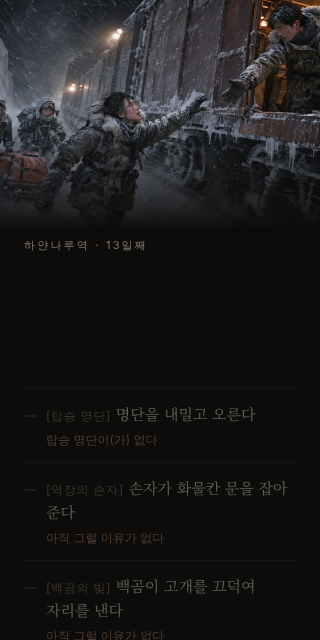 하얀나루역 · 13일째
— [탑승 명단] 명단을 내밀고 오른다
탑승 명단이(가) 없다
— [역장의 손자] 손자가 화물칸 문을 잡아
준다
아직 그럴 이유가 없다
— [백곰의 빚] 백곰이 고개를 끄덕여
자리를 낸다
아직 그럴 이유가 없다